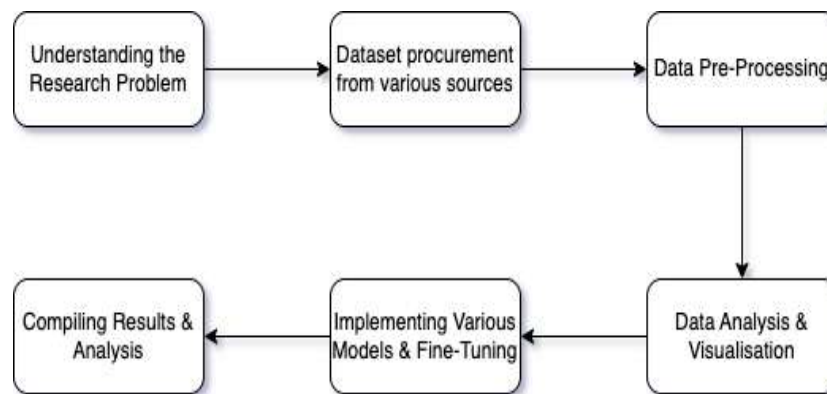 Understanding the
Research Problem
Dataset procurement
from various sources
Data Pre-Processing
Compiling Results &
Analysis
Implementing Various
Models & Fine-Tuning
Data Analysis &
Visualisation